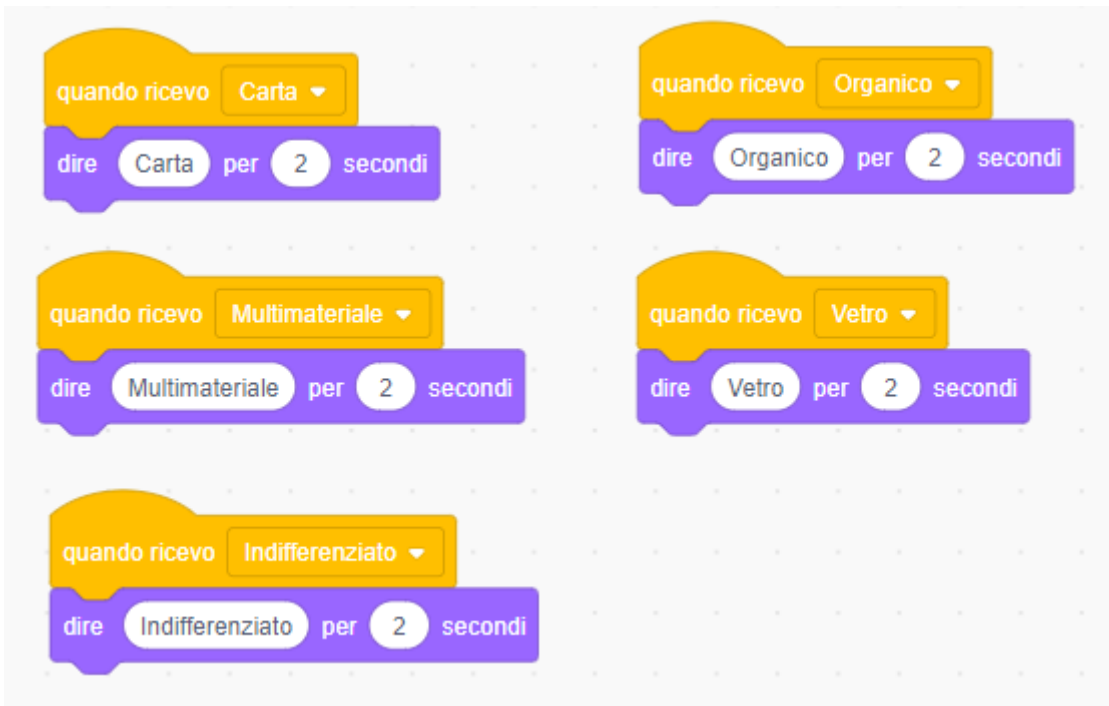 quando ricevo Carta
dire Carta per 2 secondi
quando ricevo Organico
dire Organico per 2 secondi
quando ricevo Multimateriale
dire Multimateriale per 2 secondi
quando ricevo Vetro
dire Vetro per 2 secondi
quando ricevo Indifferenziato
dire Indifferenziato per 2 secondi